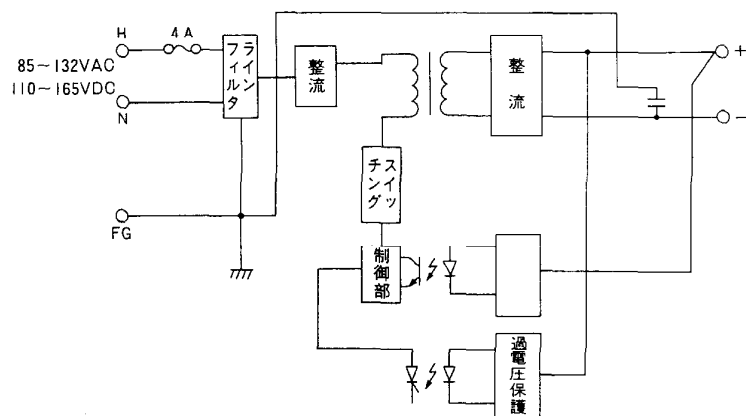 H
4A
85～132VAC
110～165VDC
N
FG
ラインフィルタ
整流
整流
スイッチング
制御部
過電圧保護
+
−